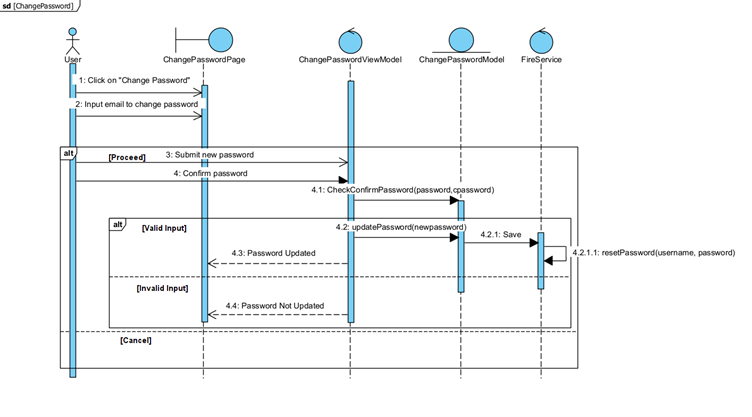 sd [ChangePassword]
User
ChangePasswordPage
ChangePasswordViewModel
ChangePasswordModel
FireService
1: Click on "Change Password"
2: Input email to change password
alt
[Proceed]
3: Submit new password
4: Confirm password
4.1: CheckConfirmPassword(password,cpassword)
alt
[Valid Input]
4.2: updatePassword(newpassword)
4.2.1: Save
4.2.1.1: resetPassword(username, password)
4.3: Password Updated
[Invalid Input]
4.4: Password Not Updated
[Cancel]